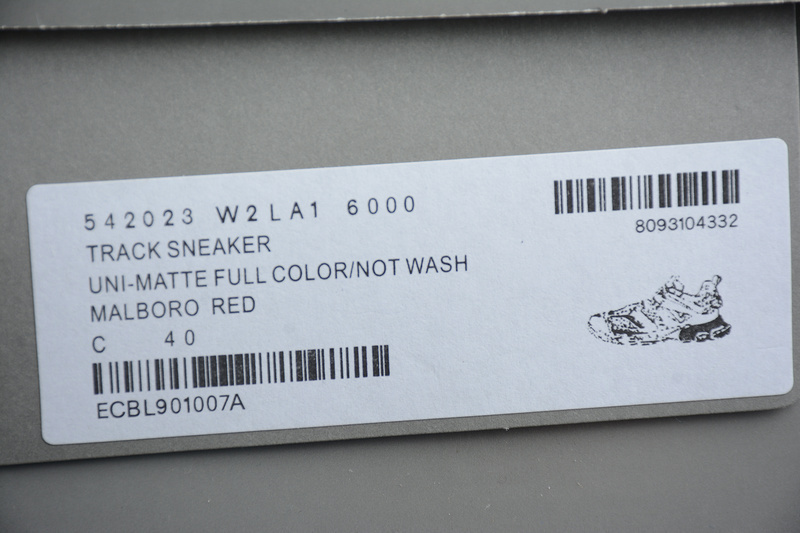 542023 W2LA1 6000
8093104332
TRACK SNEAKER
UNI-MATTE FULL COLOR/NOT WASH
MALBORO RED
C 40
ECBL901007A